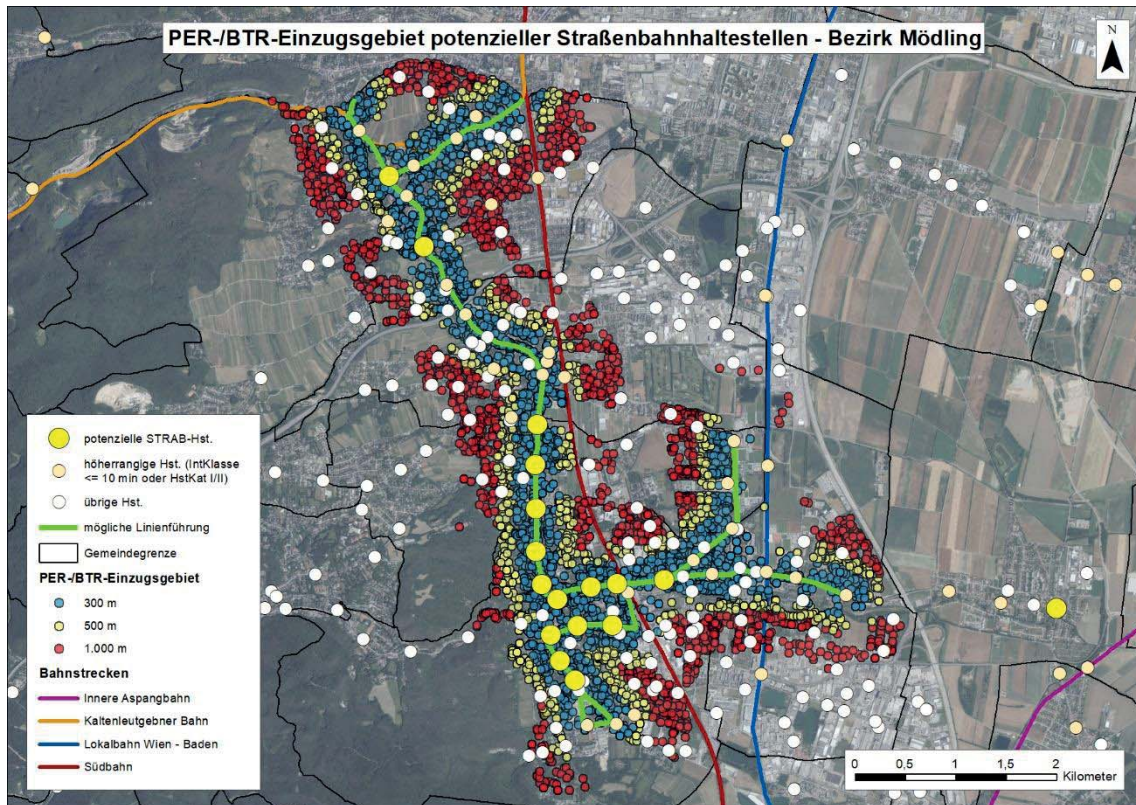 PER-/BTR-Einzugsgebiet potenzieller Straßenbahnhaltestellen - Bezirk Mödling
N
potenzielle STRAB-Hst.
höherrangige Hst. (IntKlasse
<= 10 min oder HstKat I/II)
übrige Hst.
mögliche Linienführung
Gemeindegrenze
PER-/BTR-Einzugsgebiet
300 m
500 m
1.000 m
Bahnstrecken
Innere Aspangbahn
Kaltenleutgebner Bahn
Lokalbahn Wien - Baden
Südbahn
0 0,5 1 2
Kilometer